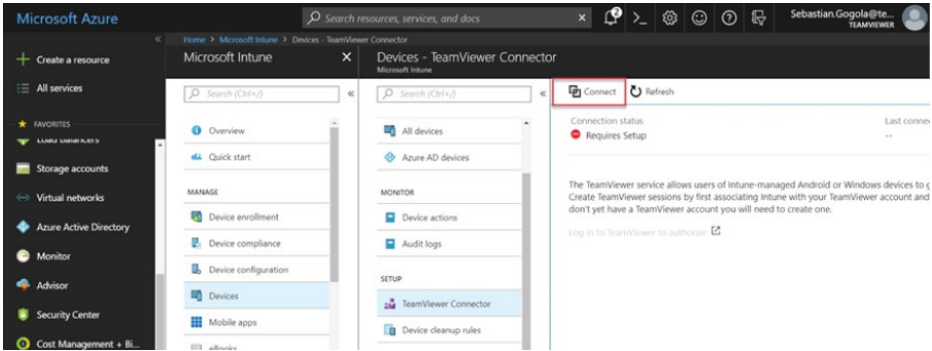 Microsoft Azure
Search resources, services, and docs
2
Sebastian.Gogola@te...
TEAMVIEWER
Home > Microsoft Intune > Devices - TeamViewer Connector
Create a resource
All services
FAVORITES
Load balancers
Storage accounts
Virtual networks
Azure Active Directory
Monitor
Advisor
Security Center
Cost Management + Bi...
Microsoft Intune
Search (Ctrl+/)
Overview
Quick start
MANAGE
Device enrollment
Device compliance
Device configuration
Devices
Mobile apps
eBooks
Devices - TeamViewer Connector
Microsoft Intune
Search (Ctrl+/)
All devices
Azure AD devices
MONITOR
Device actions
Audit logs
SETUP
TeamViewer Connector
Device cleanup rules
Connect
Refresh
Connection status
Requires Setup
Last conne
--
The TeamViewer service allows users of Intune-managed Android or Windows devices to g
Create TeamViewer sessions by first associating Intune with your TeamViewer account and
don't yet have a TeamViewer account you will need to create one.
Log in to TeamViewer to authorize